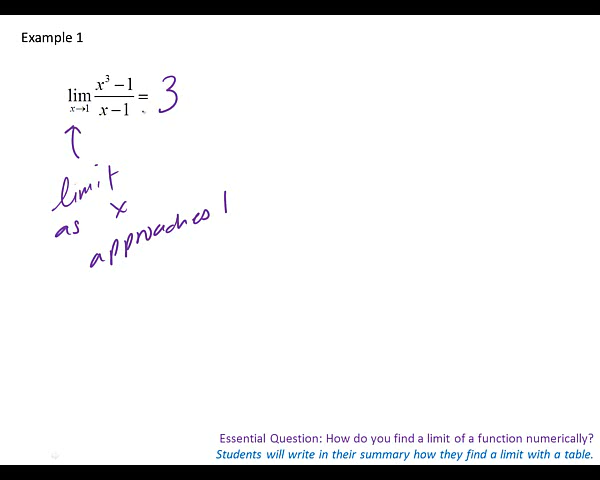 Example 1
lim x→1 (x³ − 1)/(x − 1) = 3
↑
limit
as x
approaches 1
Essential Question: How do you find a limit of a function numerically?
Students will write in their summary how they find a limit with a table.